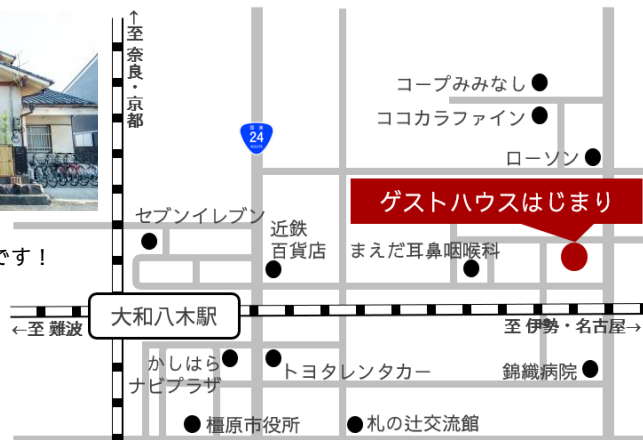 ↑至 奈良・京都
コープみみなし
ココカラファイン
国道
24
ROUTE
ローソン
ゲストハウスはじまり
セブンイレブン
近鉄
百貨店
まえだ耳鼻咽喉科
です！
大和八木駅
←至 難波
至 伊勢・名古屋→
かしはら
ナビプラザ
トヨタレンタカー
錦織病院
橿原市役所
札の辻交流館